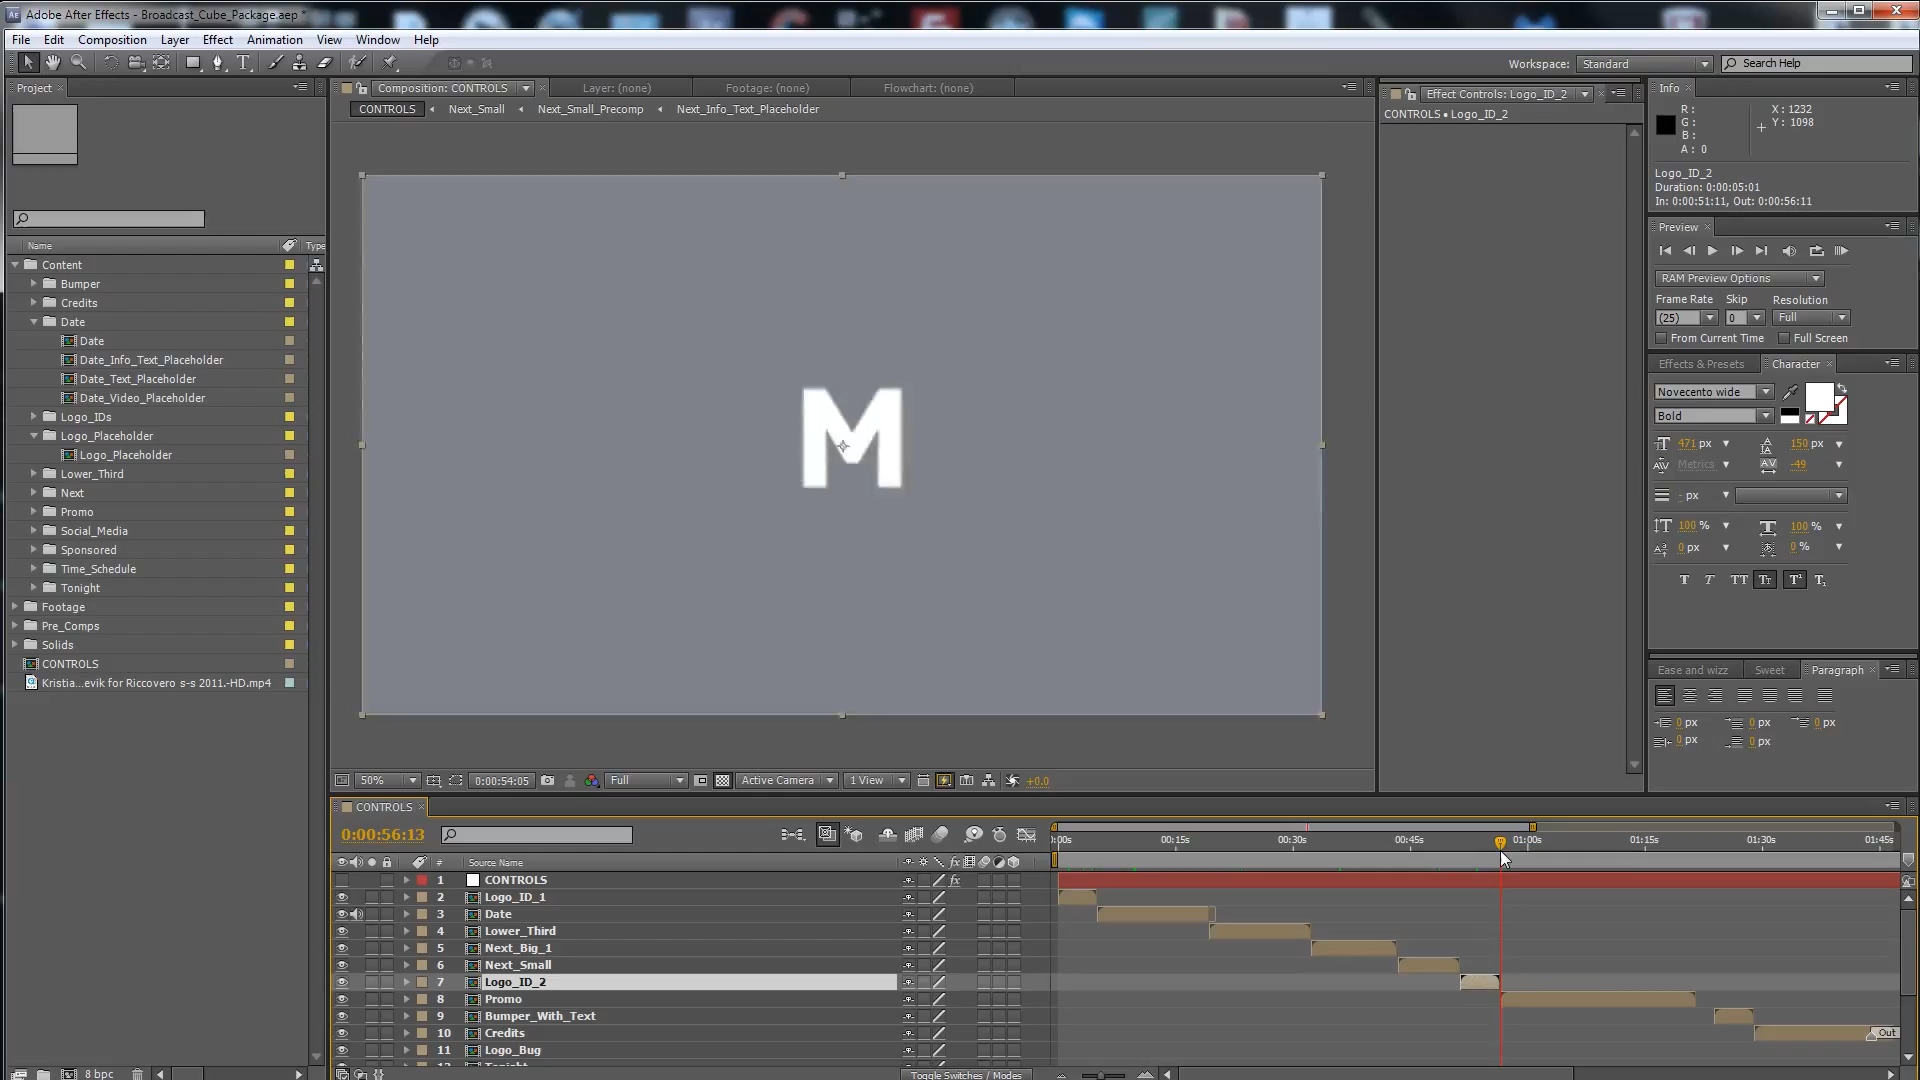 Adobe After Effects - Broadcast_Cube_Package.aep *
File Edit Composition Layer Effect Animation View Window Help
Workspace: Standard Search Help
Project
Composition: CONTROLS Layer: (none) Footage: (none) Flowchart: (none)
CONTROLS Next_Small Next_Small_Precomp Next_Info_Text_Placeholder
Effect Controls: Logo_ID_2
CONTROLS • Logo_ID_2
Info
R: X: 1232
G: Y: 1098
B:
A: 0
Logo_ID_2
Duration: 0:00:05:01
In: 0:00:51:11, Out: 0:00:56:11
Preview
RAM Preview Options
Frame Rate Skip Resolution
(25) 0 Full
From Current Time Full Screen
Effects & Presets Character
Novecento wide
Bold
471 px 150 px
Metrics -49
- px
100 % 100 %
0 px 0 %
T T TT Tt T¹ T₁
Ease and wizz Sweet Paragraph
0 px 0 px 0 px
0 px 0 px
Name Type
Content
Bumper
Credits
Date
Date
Date_Info_Text_Placeholder
Date_Text_Placeholder
Date_Video_Placeholder
Logo_IDs
Logo_Placeholder
Logo_Placeholder
Lower_Third
Next
Promo
Social_Media
Sponsored
Time_Schedule
Tonight
Footage
Pre_Comps
Solids
CONTROLS
Kristia...evik for Riccovero s-s 2011.-HD.mp4
8 bpc
M
50% 0:00:54:05 Full Active Camera 1 View +0.0
CONTROLS
0:00:56:13
:00s 00:15s 00:30s 00:45s 01:00s 01:15s 01:30s 01:45s
# Source Name fx
1 CONTROLS fx
2 Logo_ID_1
3 Date
4 Lower_Third
5 Next_Big_1
6 Next_Small
7 Logo_ID_2
8 Promo
9 Bumper_With_Text
10 Credits Out
11 Logo_Bug
Toggle Switches / Modes